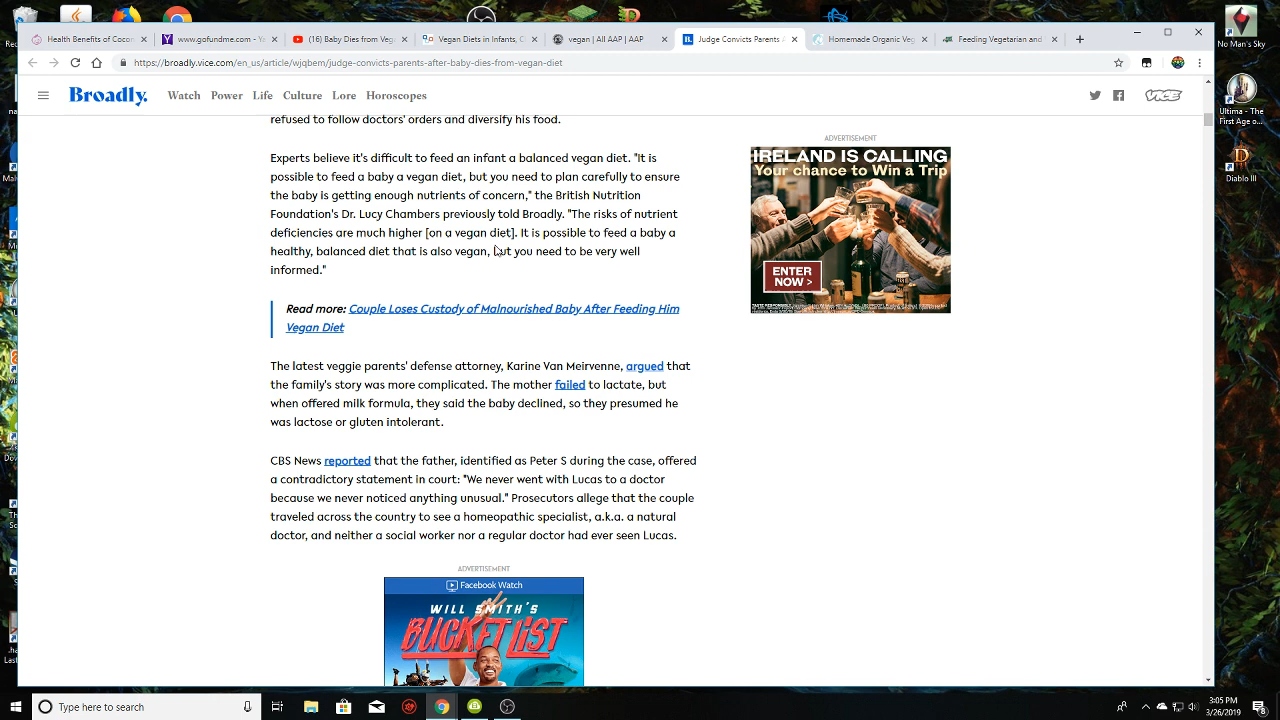 No Man's Sky
Health Benefits of Cocon
www.gofundme.com - Ya
(16) Baby Dies from Veg
Vegan Diets in Infants, C
vegan | All AAP | AAP
Judge Convicts Parents A
Homemade Organic Veg
Feeding Vegetarian and
https://broadly.vice.com/en_us/article/wjqbem/judge-convicts-parents-after-baby-dies-from-vegan-diet
Broadly.
Watch Power Life Culture Lore Horoscopes
VICE
Ultima - The
First Age o...
Diablo III
refused to follow doctors' orders and diversify his food.
Experts believe it's difficult to feed an infant a balanced vegan diet. "It is
possible to feed a baby a vegan diet, but you need to plan carefully to ensure
the baby is getting enough nutrients of concern," the British Nutrition
Foundation's Dr. Lucy Chambers previously told Broadly. "The risks of nutrient
deficiencies are much higher [on a vegan diet]. It is possible to feed a baby a
healthy, balanced diet that is also vegan, but you need to be very well
informed."
Read more: Couple Loses Custody of Malnourished Baby After Feeding Him
Vegan Diet
The latest veggie parents' defense attorney, Karine Van Meirvenne, argued that
the family's story was more complicated. The mother failed to lactate, but
when offered milk formula, they said the baby declined, so they presumed he
was lactose or gluten intolerant.
CBS News reported that the father, identified as Peter S during the case, offered
a contradictory statement in court: "We never went with Lucas to a doctor
because we never noticed anything unusual." Prosecutors allege that the couple
traveled across the country to see a homeopathic specialist, a.k.a. a natural
doctor, and neither a social worker nor a regular doctor had ever seen Lucas.
ADVERTISEMENT
IRELAND IS CALLING
Your chance to Win a Trip
ENTER
NOW >
ADVERTISEMENT
Facebook Watch
WILL SMITH'S
BUCKET LIST
Type here to search
3:05 PM
3/26/2019
8